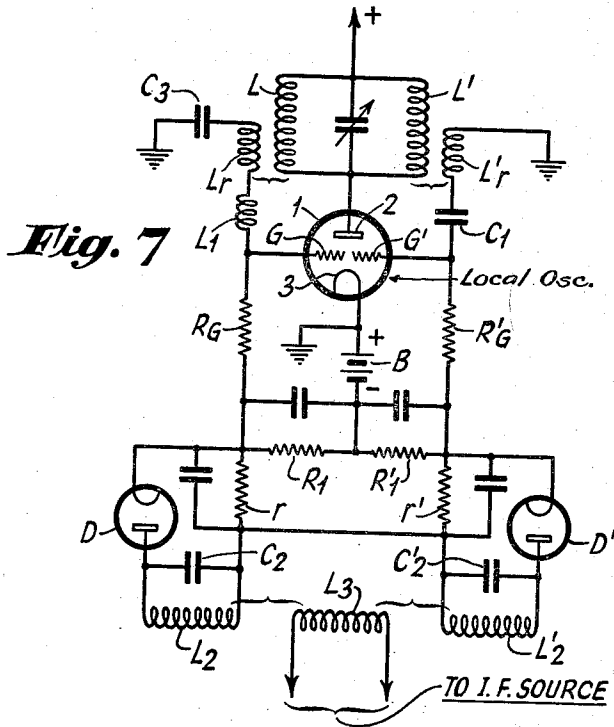 +
C3
L
L'
Lr
L'r
L1
1
2
C1
Fig. 7
G
G'
3
Local Osc.
RG
R'G
+
B
-
R1
R'1
r
r'
D
D'
C2
C'2
L3
L2
L'2
TO I.F. SOURCE